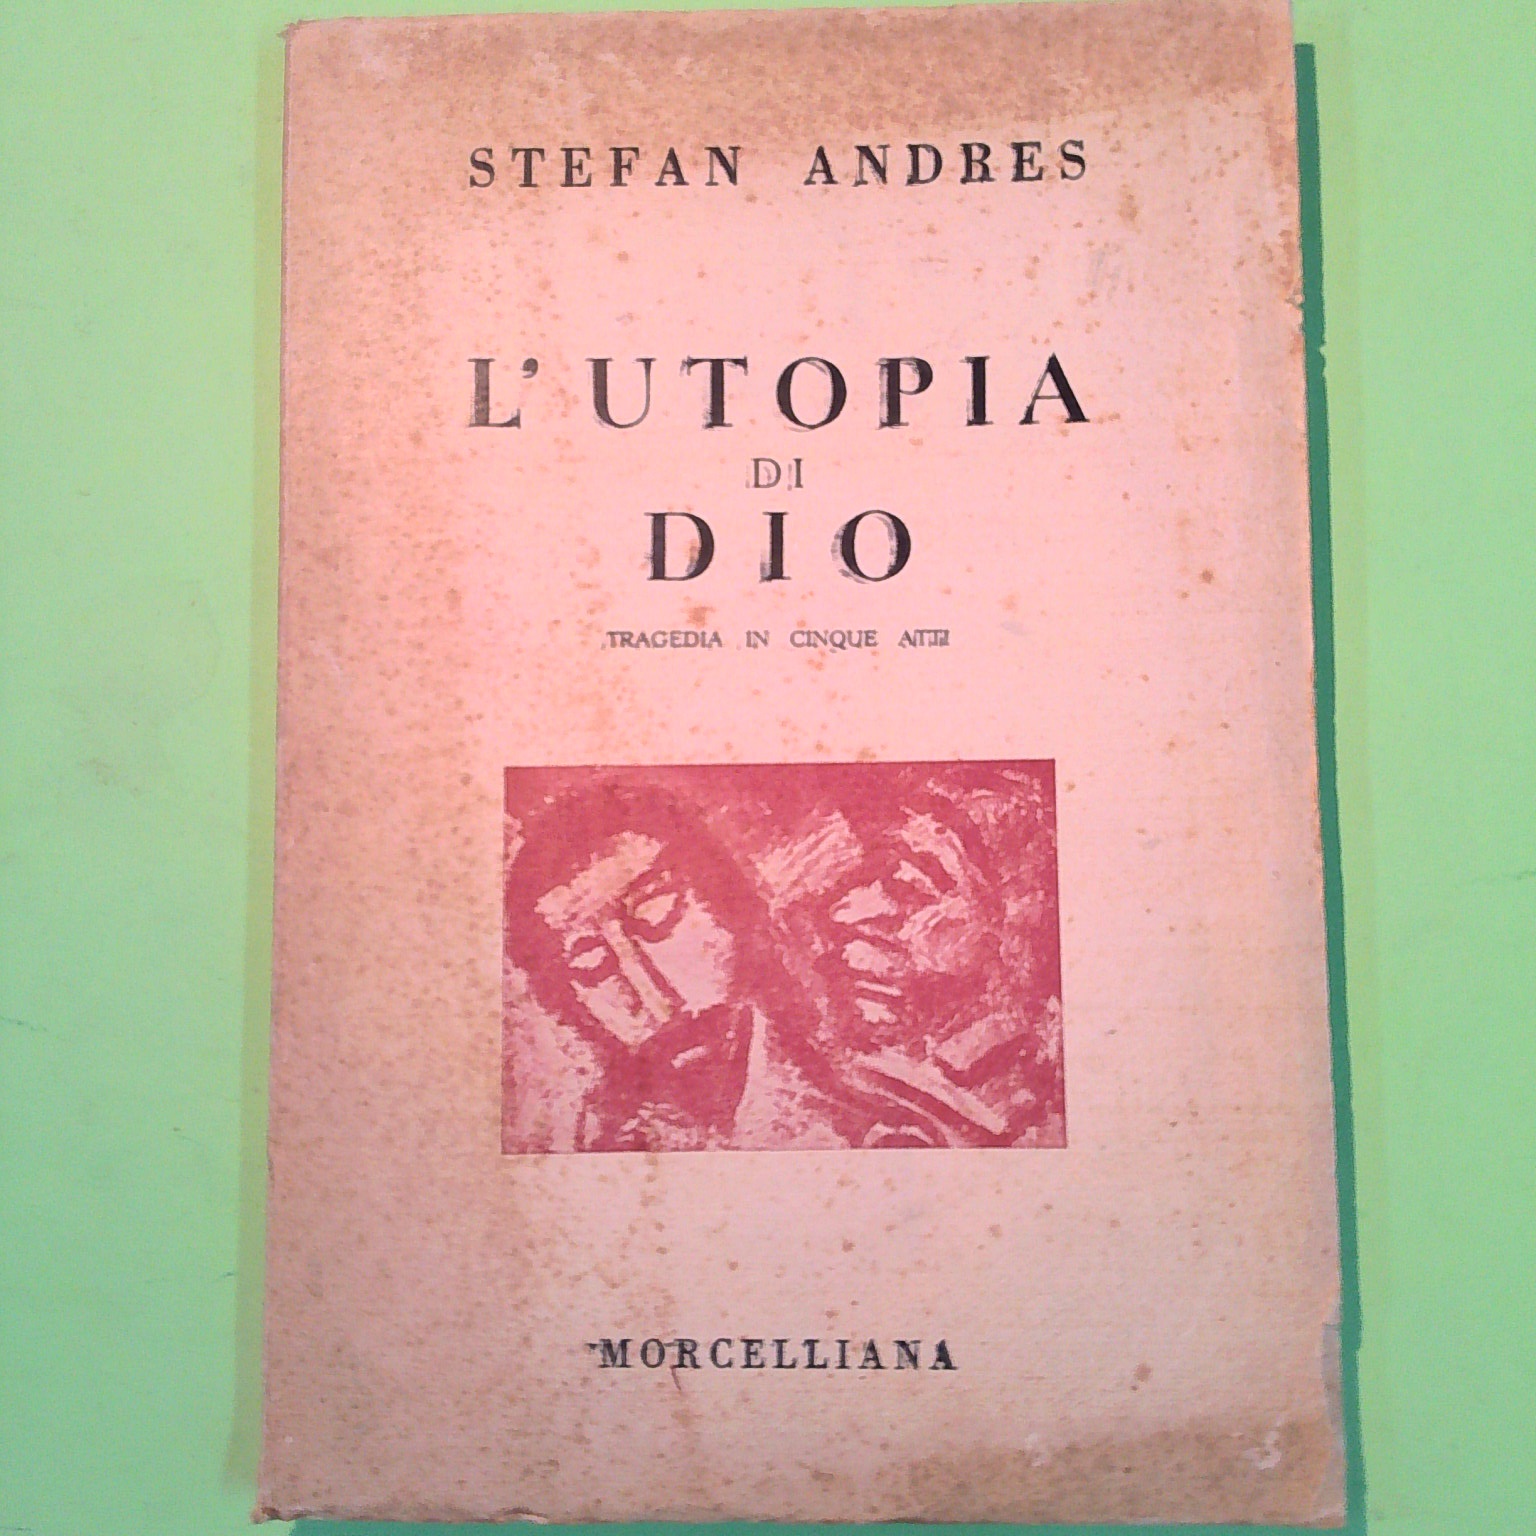 STEFAN ANDRES
L'UTOPIA
DI
DIO
TRAGEDIA IN CINQUE ATTI
MORCELLIANA